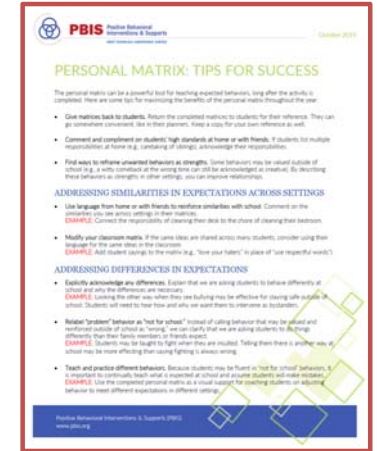 PBIS Positive Behavioral
Interventions & Supports
October 2019
PERSONAL MATRIX: TIPS FOR SUCCESS
The personal matrix can be a powerful tool for teaching expected behaviors, long after the activity is
completed. Here are some tips for maximizing the benefits of the personal matrix throughout the year.
• Give matrices back to students. Return the completed matrices to students for their reference. They can
go somewhere convenient, like in their planners. Keep a copy for your own reference as well.
• Comment and compliment on students' high standards at home or with friends. If students list multiple
responsibilities at home (e.g., caretaking of siblings), acknowledge their responsibilities.
• Find ways to reframe unwanted behaviors as strengths. Some behaviors may be valued outside of
school (e.g., a witty comeback at the wrong time can still be acknowledged as creative). By describing
these behaviors as strengths in other settings, you can improve relationships.
ADDRESSING SIMILARITIES IN EXPECTATIONS ACROSS SETTINGS
• Use language from home or with friends to reinforce similarities with school. Comment on the
similarities you see across settings in their matrices.
EXAMPLE: Connect the responsibility of cleaning their desk to the chore of cleaning their bedroom.
• Modify your classroom matrix. If the same ideas are shared across many students, consider using their
language for the same ideas in the classroom.
EXAMPLE: Add student sayings to the matrix (e.g., "love your haters" in place of "use respectful words").
ADDRESSING DIFFERENCES IN EXPECTATIONS
• Explicitly acknowledge any differences. Explain that we are asking students to behave differently at
school and why the differences are necessary.
EXAMPLE: Looking the other way when they see bullying may be effective for staying safe outside of
school. Students will need to hear how and why we want them to intervene as bystanders.
• Relabel "problem" behavior as "not for school." Instead of calling behavior that may be valued and
reinforced outside of school as "wrong," we can clarify that we are asking students to do things
differently than their family members or friends expect.
EXAMPLE: Students may be taught to fight when they are insulted. Telling them there is another way at
school may be more effective than saying fighting is always wrong.
• Teach and practice different behaviors. Because students may be fluent in "not for school" behaviors, it
is important to continually teach what is expected at school and assume students will make mistakes.
EXAMPLE: Use the completed personal matrix as a visual support for coaching students on adjusting
behavior to meet different expectations in different settings.
Positive Behavioral Interventions & Supports (PBIS)
www.pbis.org